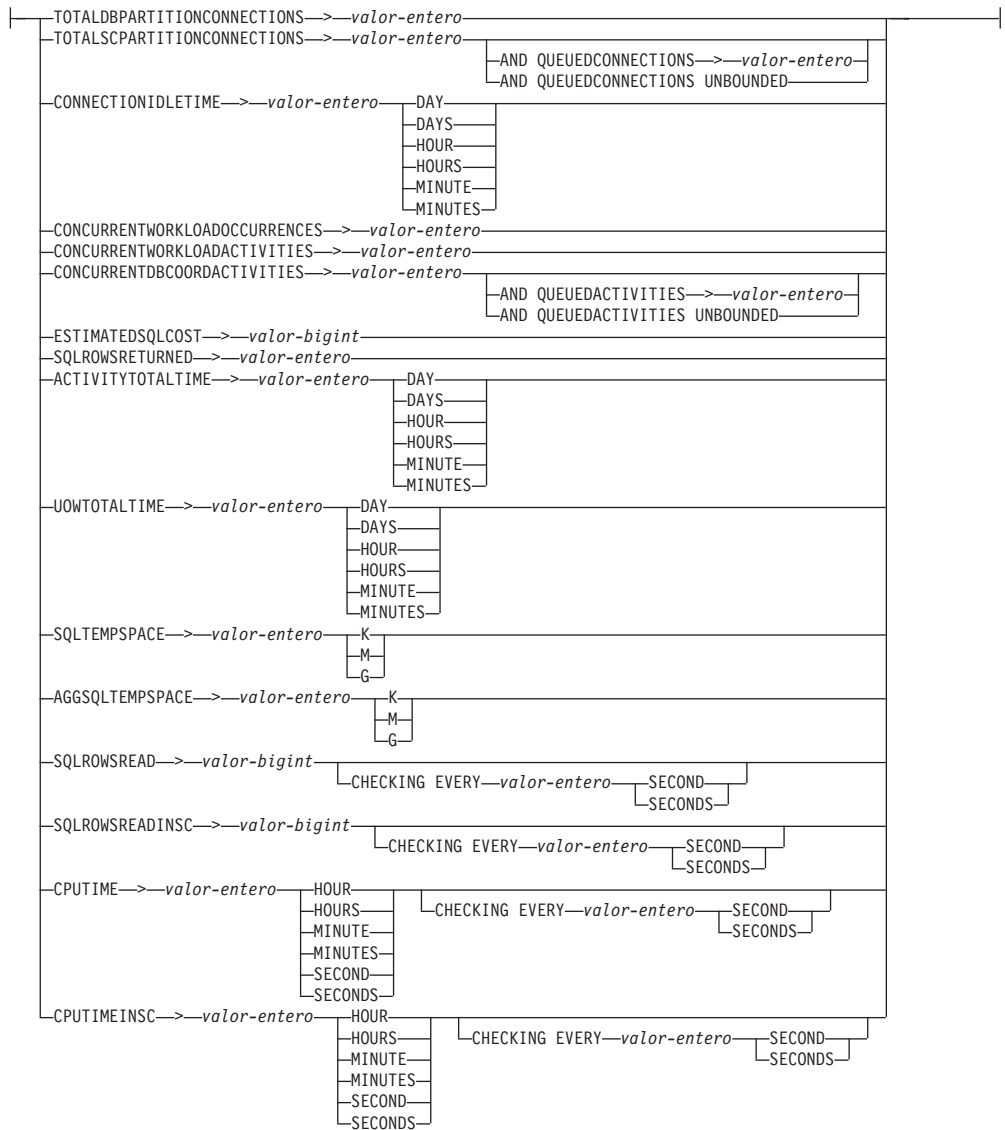 TOTALDBPARTITIONCONNECTIONS > valor-entero
TOTALSCPARTITIONCONNECTIONS > valor-entero
AND QUEUEDCONNECTIONS > valor-entero
AND QUEUEDCONNECTIONS UNBOUNDED
CONNECTIONIDLETIME > valor-entero DAY
DAYS
HOUR
HOURS
MINUTE
MINUTES
CONCURRENTWORKLOADOCCURRENCES > valor-entero
CONCURRENTWORKLOADACTIVITIES > valor-entero
CONCURRENTDBCOORDACTIVITIES > valor-entero
AND QUEUEDACTIVITIES > valor-entero
AND QUEUEDACTIVITIES UNBOUNDED
ESTIMATEDSQLCOST > valor-bigint
SQLROWSRETURNED > valor-entero
ACTIVITYTOTALTIME > valor-entero DAY
DAYS
HOUR
HOURS
MINUTE
MINUTES
UOWTOTALTIME > valor-entero DAY
DAYS
HOUR
HOURS
MINUTE
MINUTES
SQLTEMPSPACE > valor-entero K
M
G
AGGSQLTEMPSPACE > valor-entero K
M
G
SQLROWSREAD > valor-bigint
CHECKING EVERY valor-entero SECOND
SECONDS
SQLROWSREADINSC > valor-bigint
CHECKING EVERY valor-entero SECOND
SECONDS
CPUTIME > valor-entero HOUR
HOURS CHECKING EVERY valor-entero SECOND
MINUTE SECONDS
MINUTES
SECOND
SECONDS
CPUTIMEINSC > valor-entero HOUR
HOURS CHECKING EVERY valor-entero SECOND
MINUTE SECONDS
MINUTES
SECOND
SECONDS